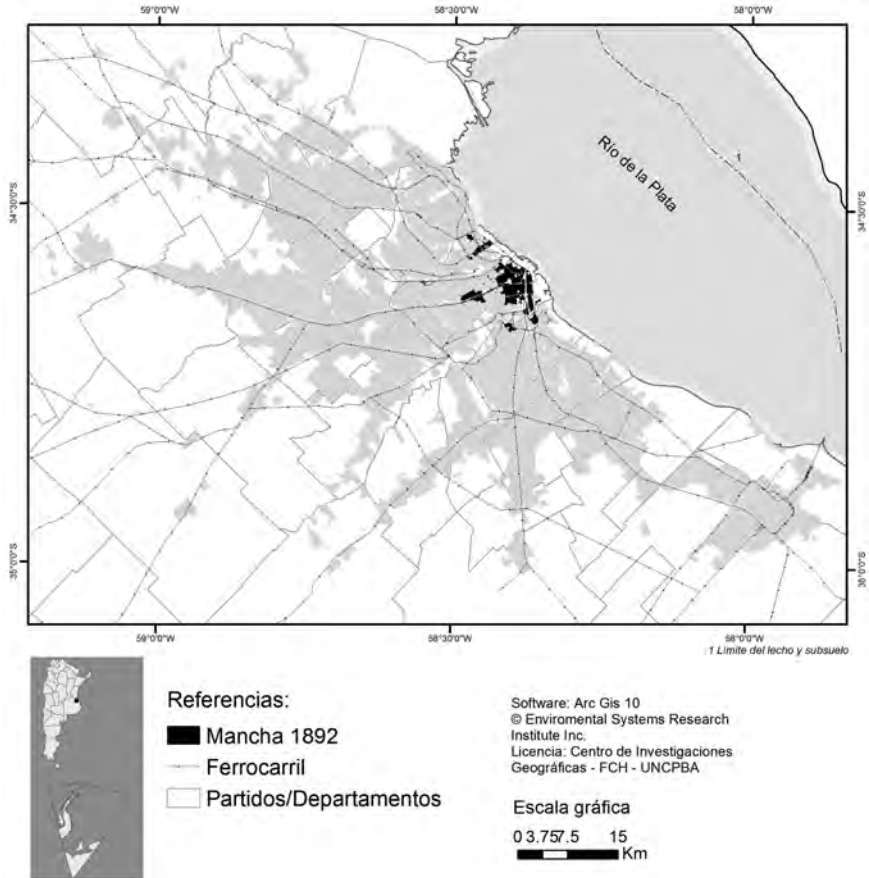 59°0'0"W 58°30'0"W 58°0'0"W
34°30'0"S
34°30'0"S
35°0'0"S
35°0'0"S
Río de la Plata
1
59°0'0"W 58°30'0"W 58°0'0"W
1 Limite del lecho y subsuelo
Referencias:
Mancha 1892
Ferrocarril
Partidos/Departamentos
Software: Arc Gis 10
© Enviromental Systems Research
Institute Inc.
Licencia: Centro de Investigaciones
Geográficas - FCH - UNCPBA
Escala gráfica
0 3.757.5 15
Km